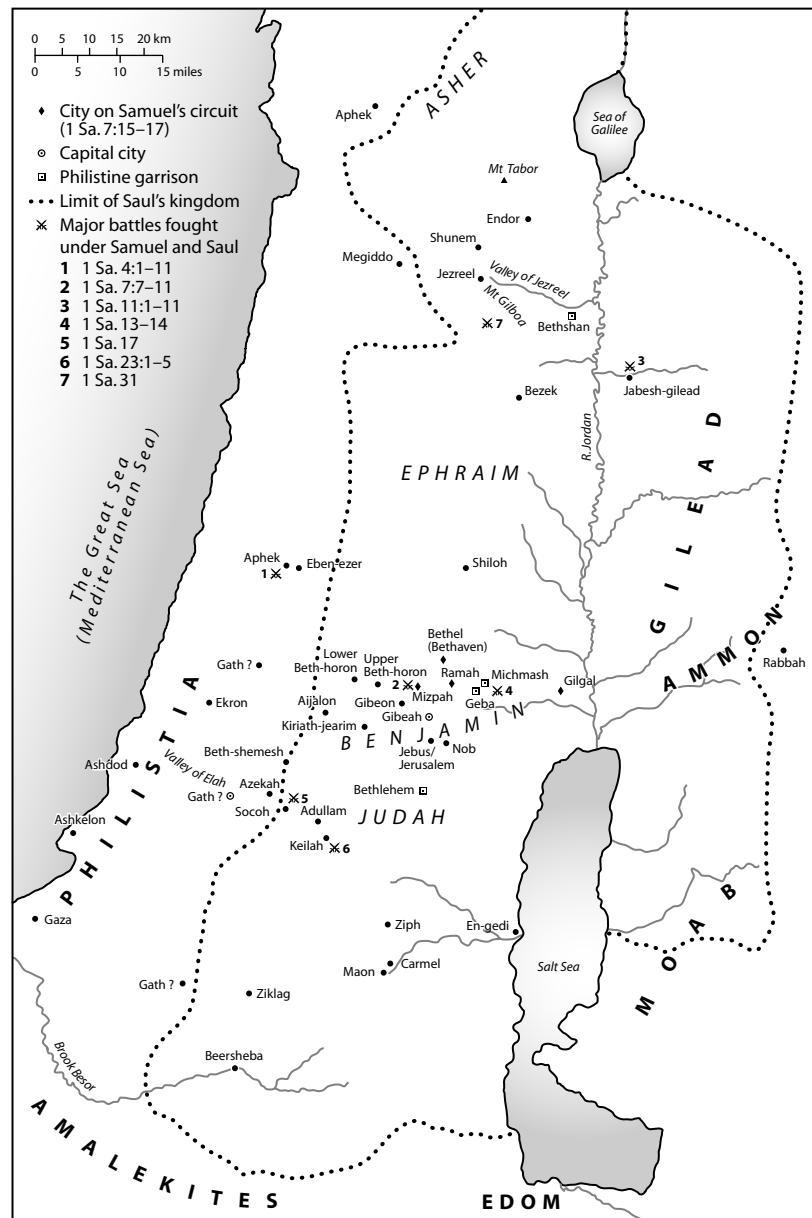 0 5 10 15 20 km
0 5 10 15 miles
City on Samuel's circuit
(1 Sa. 7:15–17)
Capital city
Philistine garrison
Limit of Saul's kingdom
Major battles fought
under Samuel and Saul
1 1 Sa. 4:1–11
2 1 Sa. 7:7–11
3 1 Sa. 11:1–11
4 1 Sa. 13–14
5 1 Sa. 17
6 1 Sa. 23:1–5
7 1 Sa. 31
The Great Sea
(Mediterranean Sea)
Aphek
ASHER
Sea of
Galilee
Mt Tabor
Endor
Shunem
Megiddo
Jezreel
Valley of Jezreel
Mt Gilboa
7
Bethshan
3
Jabesh-gilead
Bezek
R. Jordan
GILEAD
EPHRAIM
Aphek
1
Eben-ezer
Shiloh
Bethel
(Bethaven)
Gath ?
Lower
Beth-horon
Upper
Beth-horon
2
Mizpah
Ramah
Michmash
4
Geba
Gilgal
AMMON
Rabbah
Ekron
Aijalon
Gibeon
Gibeah
Kiriath-jearim
BENJAMIN
Jebus/
Jerusalem
Nob
PHILISTIA
Beth-shemesh
Ashdod
Valley of Elah
Gath ?
Azekah
5
Socoh
Adullam
Bethlehem
JUDAH
Ashkelon
Keilah
6
Gaza
Ziph
En-gedi
Carmel
Maon
Salt Sea
MOAB
Gath ?
Ziklag
Brook Besor
Beersheba
AMALEKITES
EDOM